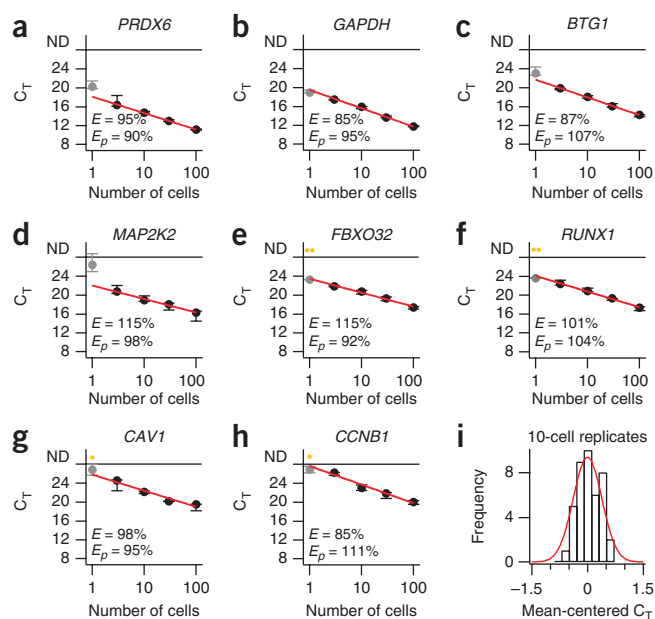 a PRDX6
ND
24
20
16
12
8
C_T
E = 95%
E_p = 90%
1 10 100
Number of cells
b GAPDH
ND
24
20
16
12
8
C_T
E = 85%
E_p = 95%
1 10 100
Number of cells
c BTG1
ND
24
20
16
12
8
C_T
E = 87%
E_p = 107%
1 10 100
Number of cells
d MAP2K2
ND
24
20
16
12
8
C_T
E = 115%
E_p = 98%
1 10 100
Number of cells
e FBXO32
ND
24
20
16
12
8
C_T
E = 115%
E_p = 92%
1 10 100
Number of cells
f RUNX1
ND
24
20
16
12
8
C_T
E = 101%
E_p = 104%
1 10 100
Number of cells
g CAV1
ND
24
20
16
12
8
C_T
E = 98%
E_p = 95%
1 10 100
Number of cells
h CCNB1
ND
24
20
16
12
8
C_T
E = 85%
E_p = 111%
1 10 100
Number of cells
i 10-cell replicates
8
4
0
Frequency
−1.5 0 1.5
Mean-centered C_T